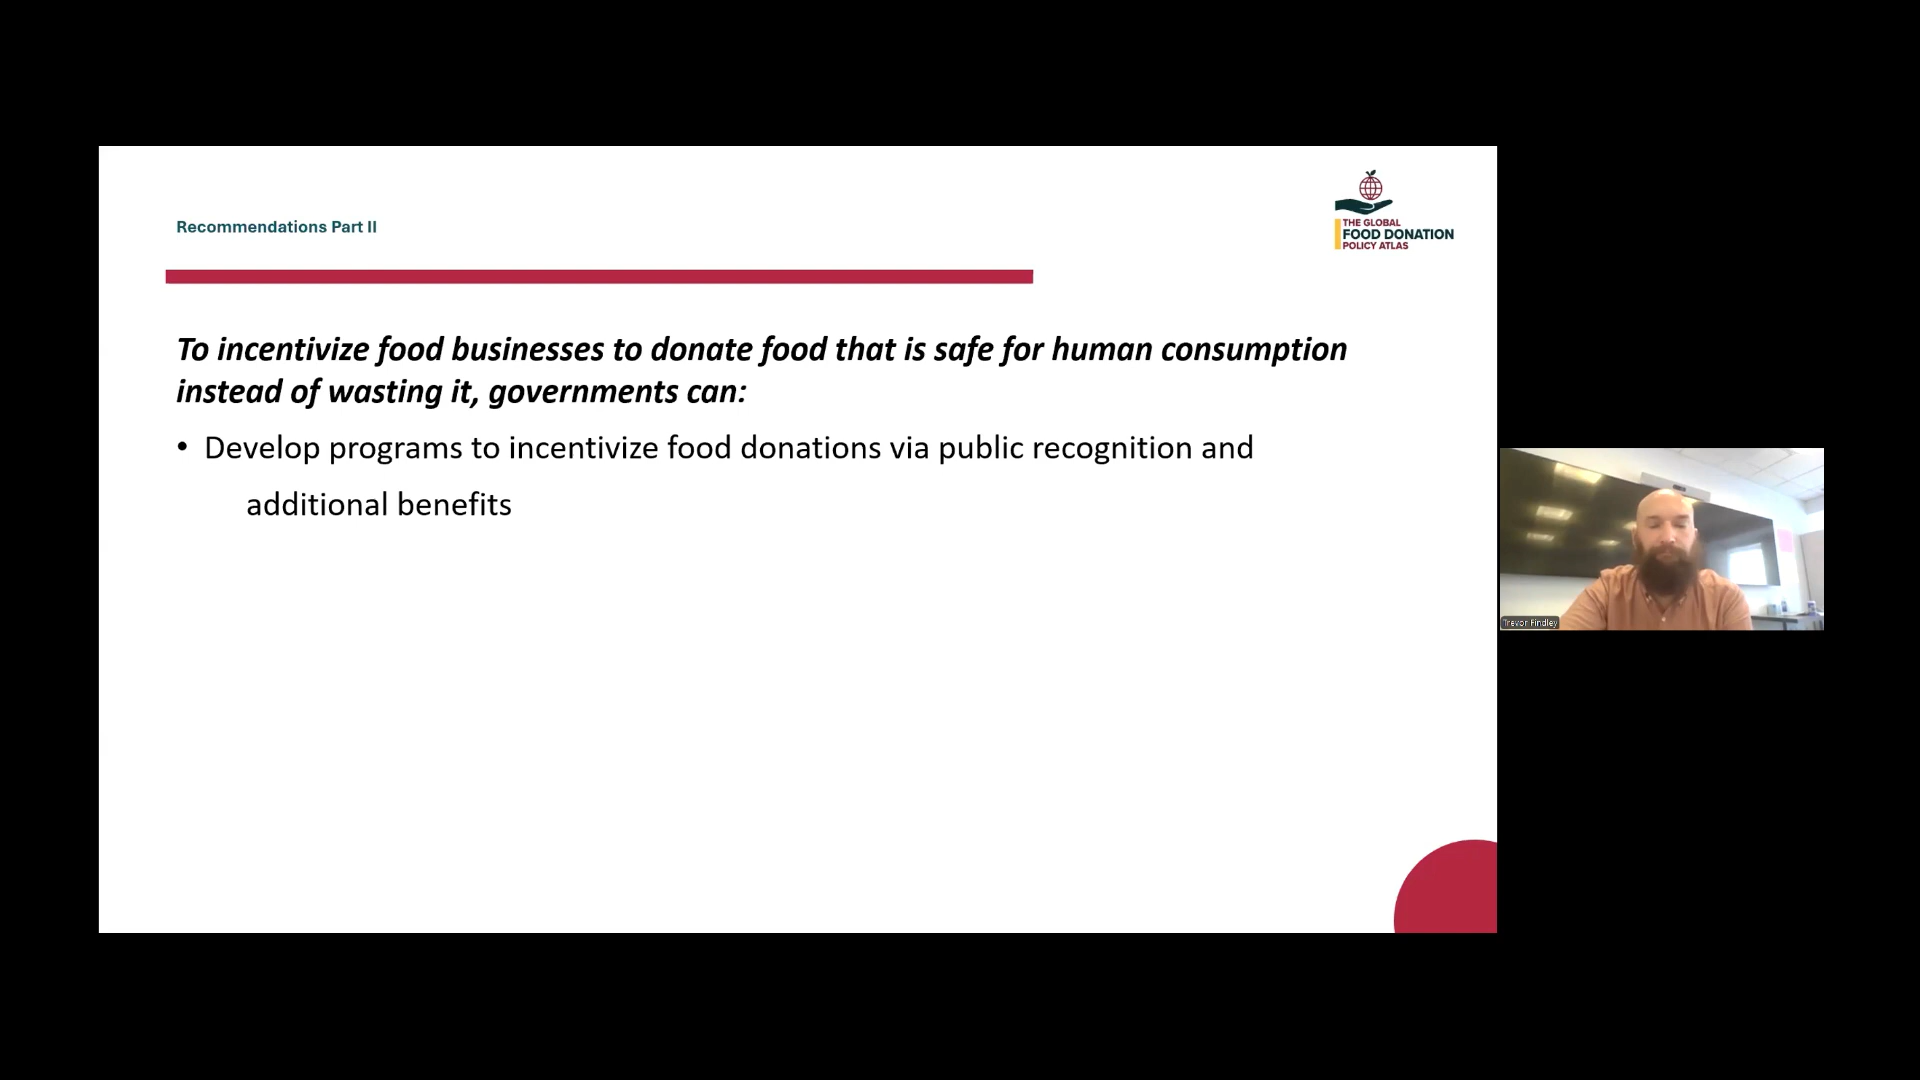 Recommendations Part II
THE GLOBAL
FOOD DONATION
POLICY ATLAS
To incentivize food businesses to donate food that is safe for human consumption
instead of wasting it, governments can:
• Develop programs to incentivize food donations via public recognition and
additional benefits
Trevor Findley